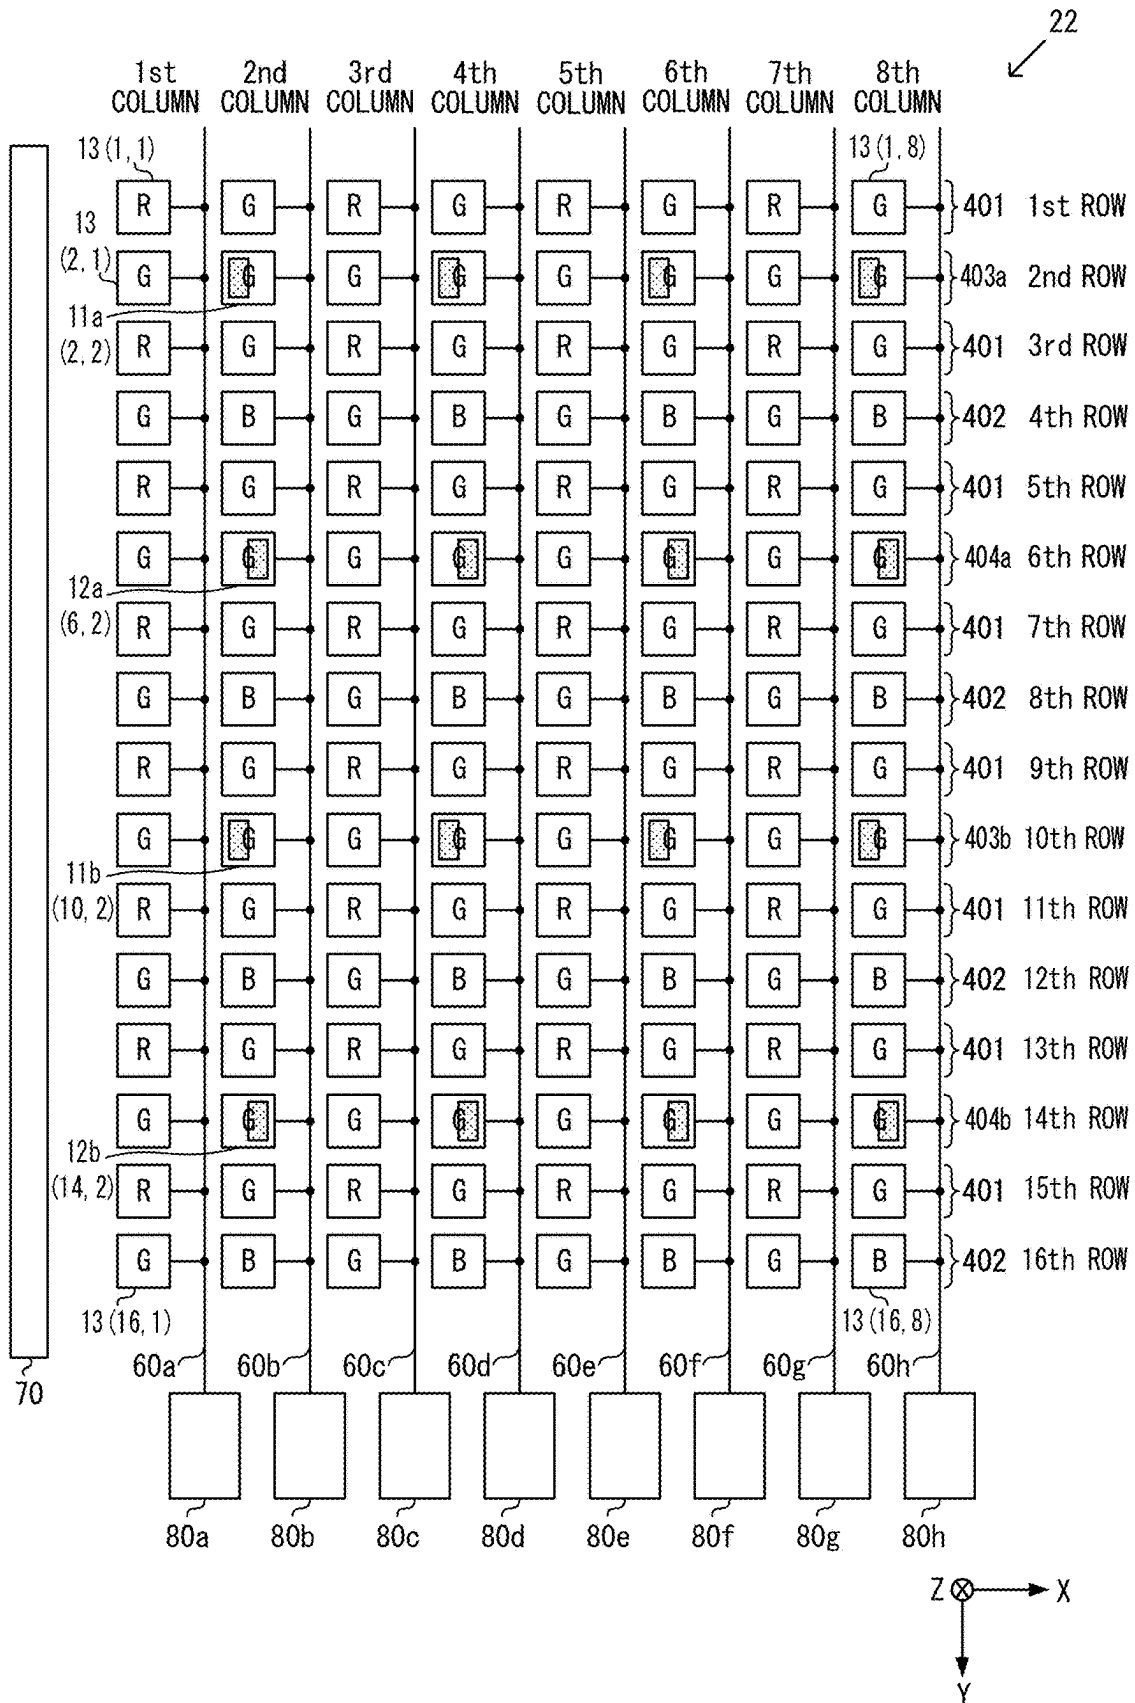 22
1st 2nd 3rd 4th 5th 6th 7th 8th
COLUMN COLUMN COLUMN COLUMN COLUMN COLUMN COLUMN COLUMN
13 (1, 1) 13 (1, 8)
R G R G R G R G 401 1st ROW
13
(2, 1) G G G G G G G G 403a 2nd ROW
11a
(2, 2) R G R G R G R G 401 3rd ROW
G B G B G B G B 402 4th ROW
R G R G R G R G 401 5th ROW
G G G G G G G G 404a 6th ROW
12a
(6, 2) R G R G R G R G 401 7th ROW
G B G B G B G B 402 8th ROW
R G R G R G R G 401 9th ROW
G G G G G G G G 403b 10th ROW
11b
(10, 2) R G R G R G R G 401 11th ROW
G B G B G B G B 402 12th ROW
R G R G R G R G 401 13th ROW
G G G G G G G G 404b 14th ROW
12b
(14, 2) R G R G R G R G 401 15th ROW
G B G B G B G B 402 16th ROW
13 (16, 1) 13 (16, 8)
60a 60b 60c 60d 60e 60f 60g 60h
70
80a 80b 80c 80d 80e 80f 80g 80h
Z X
Y